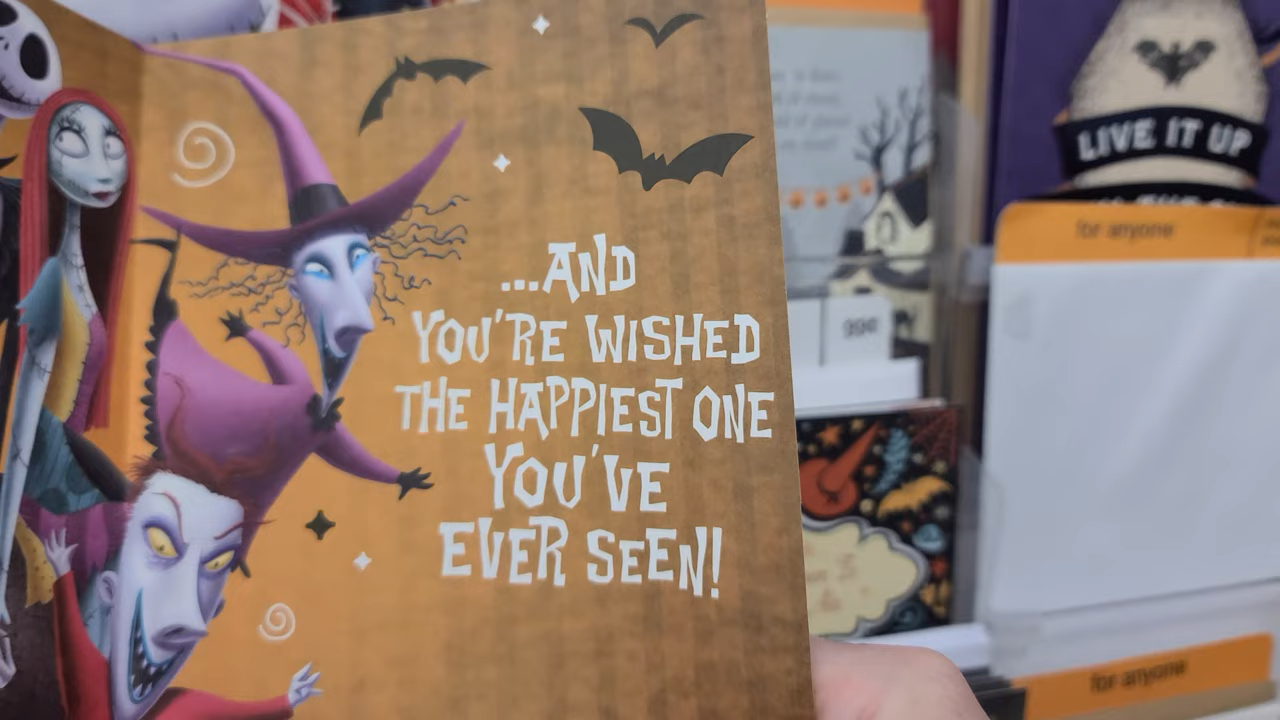 ...AND
YOU'RE WISHED
THE HAPPIEST ONE
YOU'VE
EVER SEEN!
LIVE IT UP
for anyone
99¢
for anyone